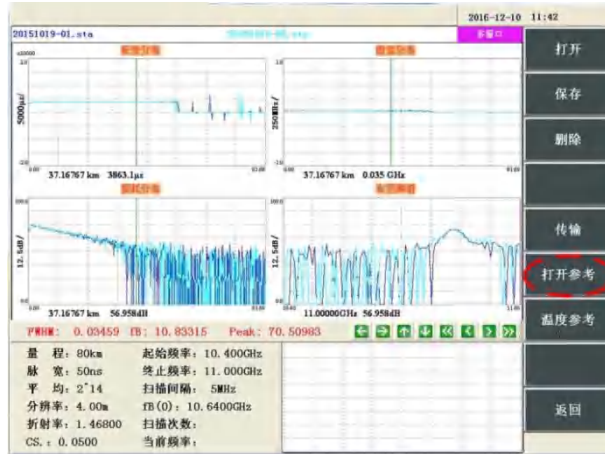 2016-12-10 11:42
20151019-01.sta
多窗口
打开
保存
删除
传输
打开参考
温度参考
返回
5000με/
37.16767 km 3863.1με
250MHz/
37.16767 km 0.035 GHz
12.5dB/
37.16767 km 56.958dB
12.5dB/
11.00000GHz 56.958dB
FWHM: 0.03459 fB: 10.83315 Peak: 70.50983
量 程: 80km 起始频率: 10.400GHz
脉 宽: 50ns 终止频率: 11.000GHz
平 均: 2^14 扫描间隔: 5MHz
分辨率: 4.00m fB(0): 10.6400GHz
折射率: 1.46800 扫描次数:
CS.: 0.0500 当前频率: